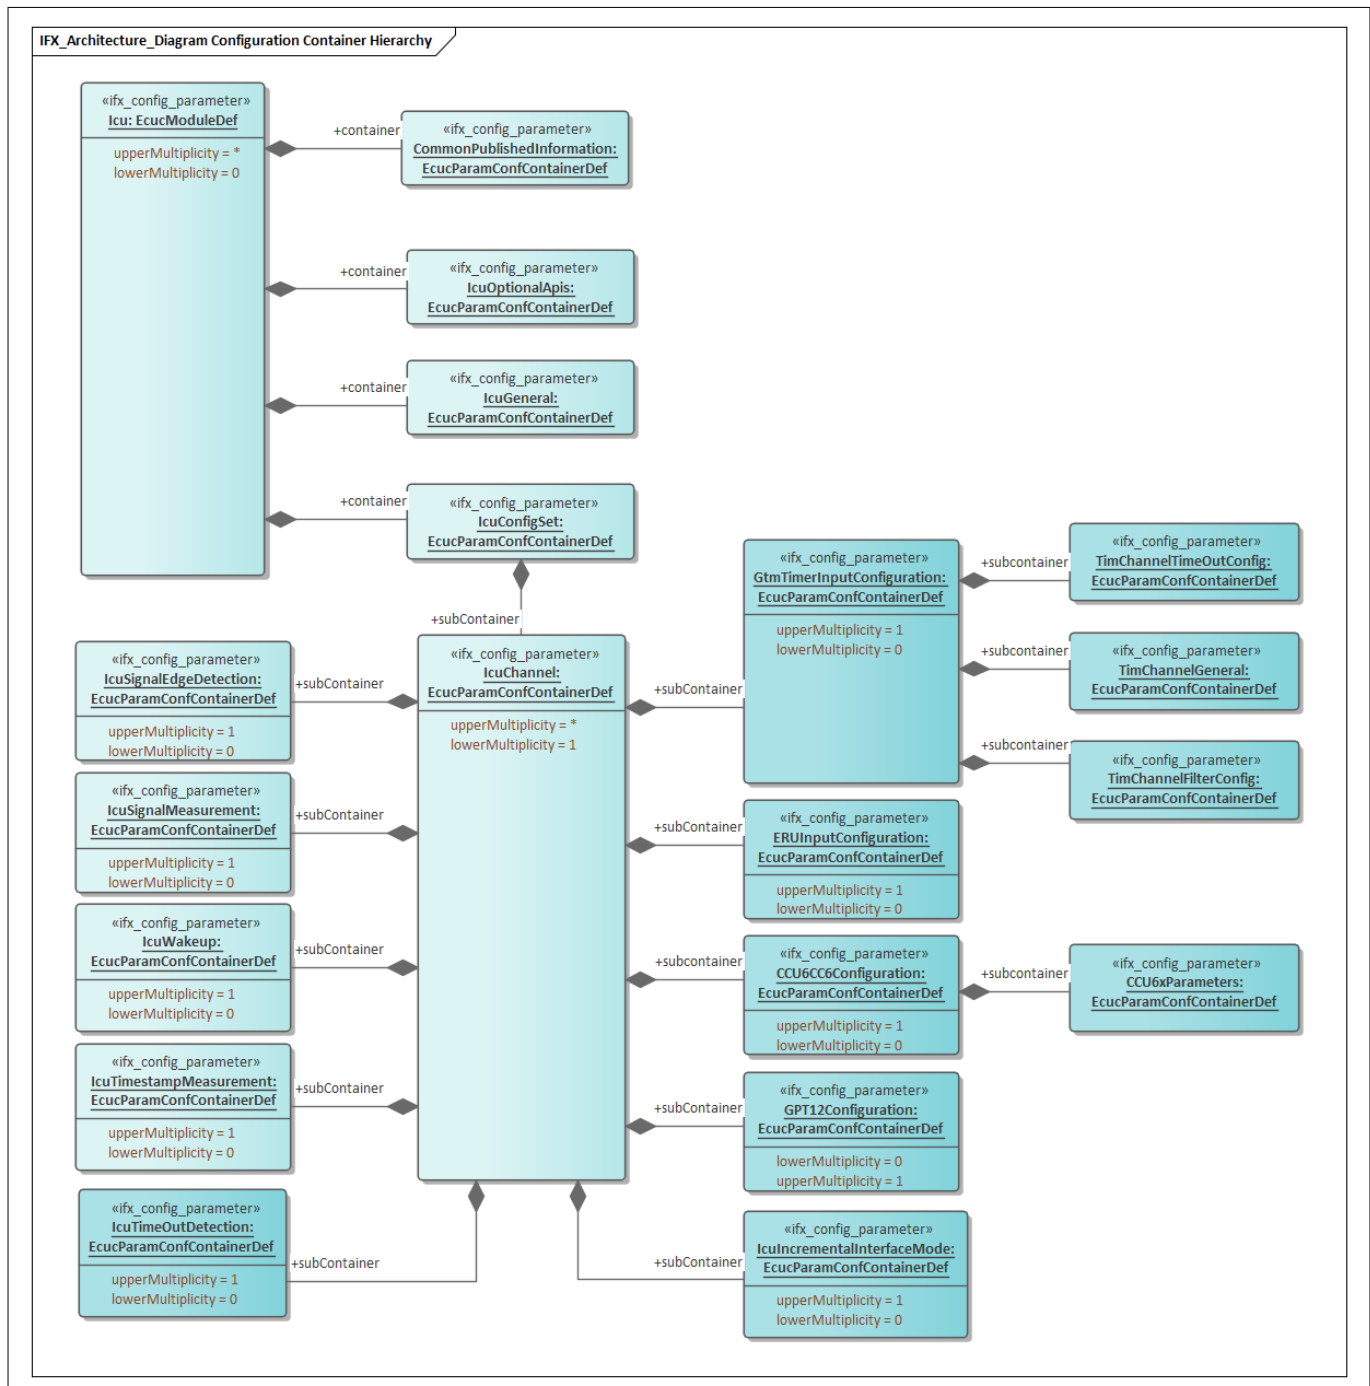 IFX_Architecture_Diagram Configuration Container Hierarchy
«ifx_config_parameter»
Icu: EcucModuleDef
upperMultiplicity = *
lowerMultiplicity = 0
+container
«ifx_config_parameter»
CommonPublishedInformation:
EcucParamConfContainerDef
+container
«ifx_config_parameter»
IcuOptionalApis:
EcucParamConfContainerDef
+container
«ifx_config_parameter»
IcuGeneral:
EcucParamConfContainerDef
+container
«ifx_config_parameter»
IcuConfigSet:
EcucParamConfContainerDef
+subContainer
«ifx_config_parameter»
IcuChannel:
EcucParamConfContainerDef
upperMultiplicity = *
lowerMultiplicity = 1
«ifx_config_parameter»
IcuSignalEdgeDetection:
EcucParamConfContainerDef
upperMultiplicity = 1
lowerMultiplicity = 0
+subContainer
«ifx_config_parameter»
IcuSignalMeasurement:
EcucParamConfContainerDef
upperMultiplicity = 1
lowerMultiplicity = 0
+subContainer
«ifx_config_parameter»
IcuWakeup:
EcucParamConfContainerDef
upperMultiplicity = 1
lowerMultiplicity = 0
+subContainer
«ifx_config_parameter»
IcuTimestampMeasurement:
EcucParamConfContainerDef
upperMultiplicity = 1
lowerMultiplicity = 0
+subContainer
«ifx_config_parameter»
IcuTimeOutDetection:
EcucParamConfContainerDef
upperMultiplicity = 1
lowerMultiplicity = 0
+subContainer
+subContainer
«ifx_config_parameter»
GtmTimerInputConfiguration:
EcucParamConfContainerDef
upperMultiplicity = 1
lowerMultiplicity = 0
+subcontainer
«ifx_config_parameter»
TimChannelTimeOutConfig:
EcucParamConfContainerDef
+subcontainer
«ifx_config_parameter»
TimChannelGeneral:
EcucParamConfContainerDef
+subcontainer
«ifx_config_parameter»
TimChannelFilterConfig:
EcucParamConfContainerDef
+subContainer
«ifx_config_parameter»
ERUInputConfiguration:
EcucParamConfContainerDef
upperMultiplicity = 1
lowerMultiplicity = 0
+subcontainer
«ifx_config_parameter»
CCU6CC6Configuration:
EcucParamConfContainerDef
upperMultiplicity = 1
lowerMultiplicity = 0
+subcontainer
«ifx_config_parameter»
CCU6xParameters:
EcucParamConfContainerDef
+subContainer
«ifx_config_parameter»
GPT12Configuration:
EcucParamConfContainerDef
lowerMultiplicity = 0
upperMultiplicity = 1
+subContainer
«ifx_config_parameter»
IcuIncrementalInterfaceMode:
EcucParamConfContainerDef
upperMultiplicity = 1
lowerMultiplicity = 0